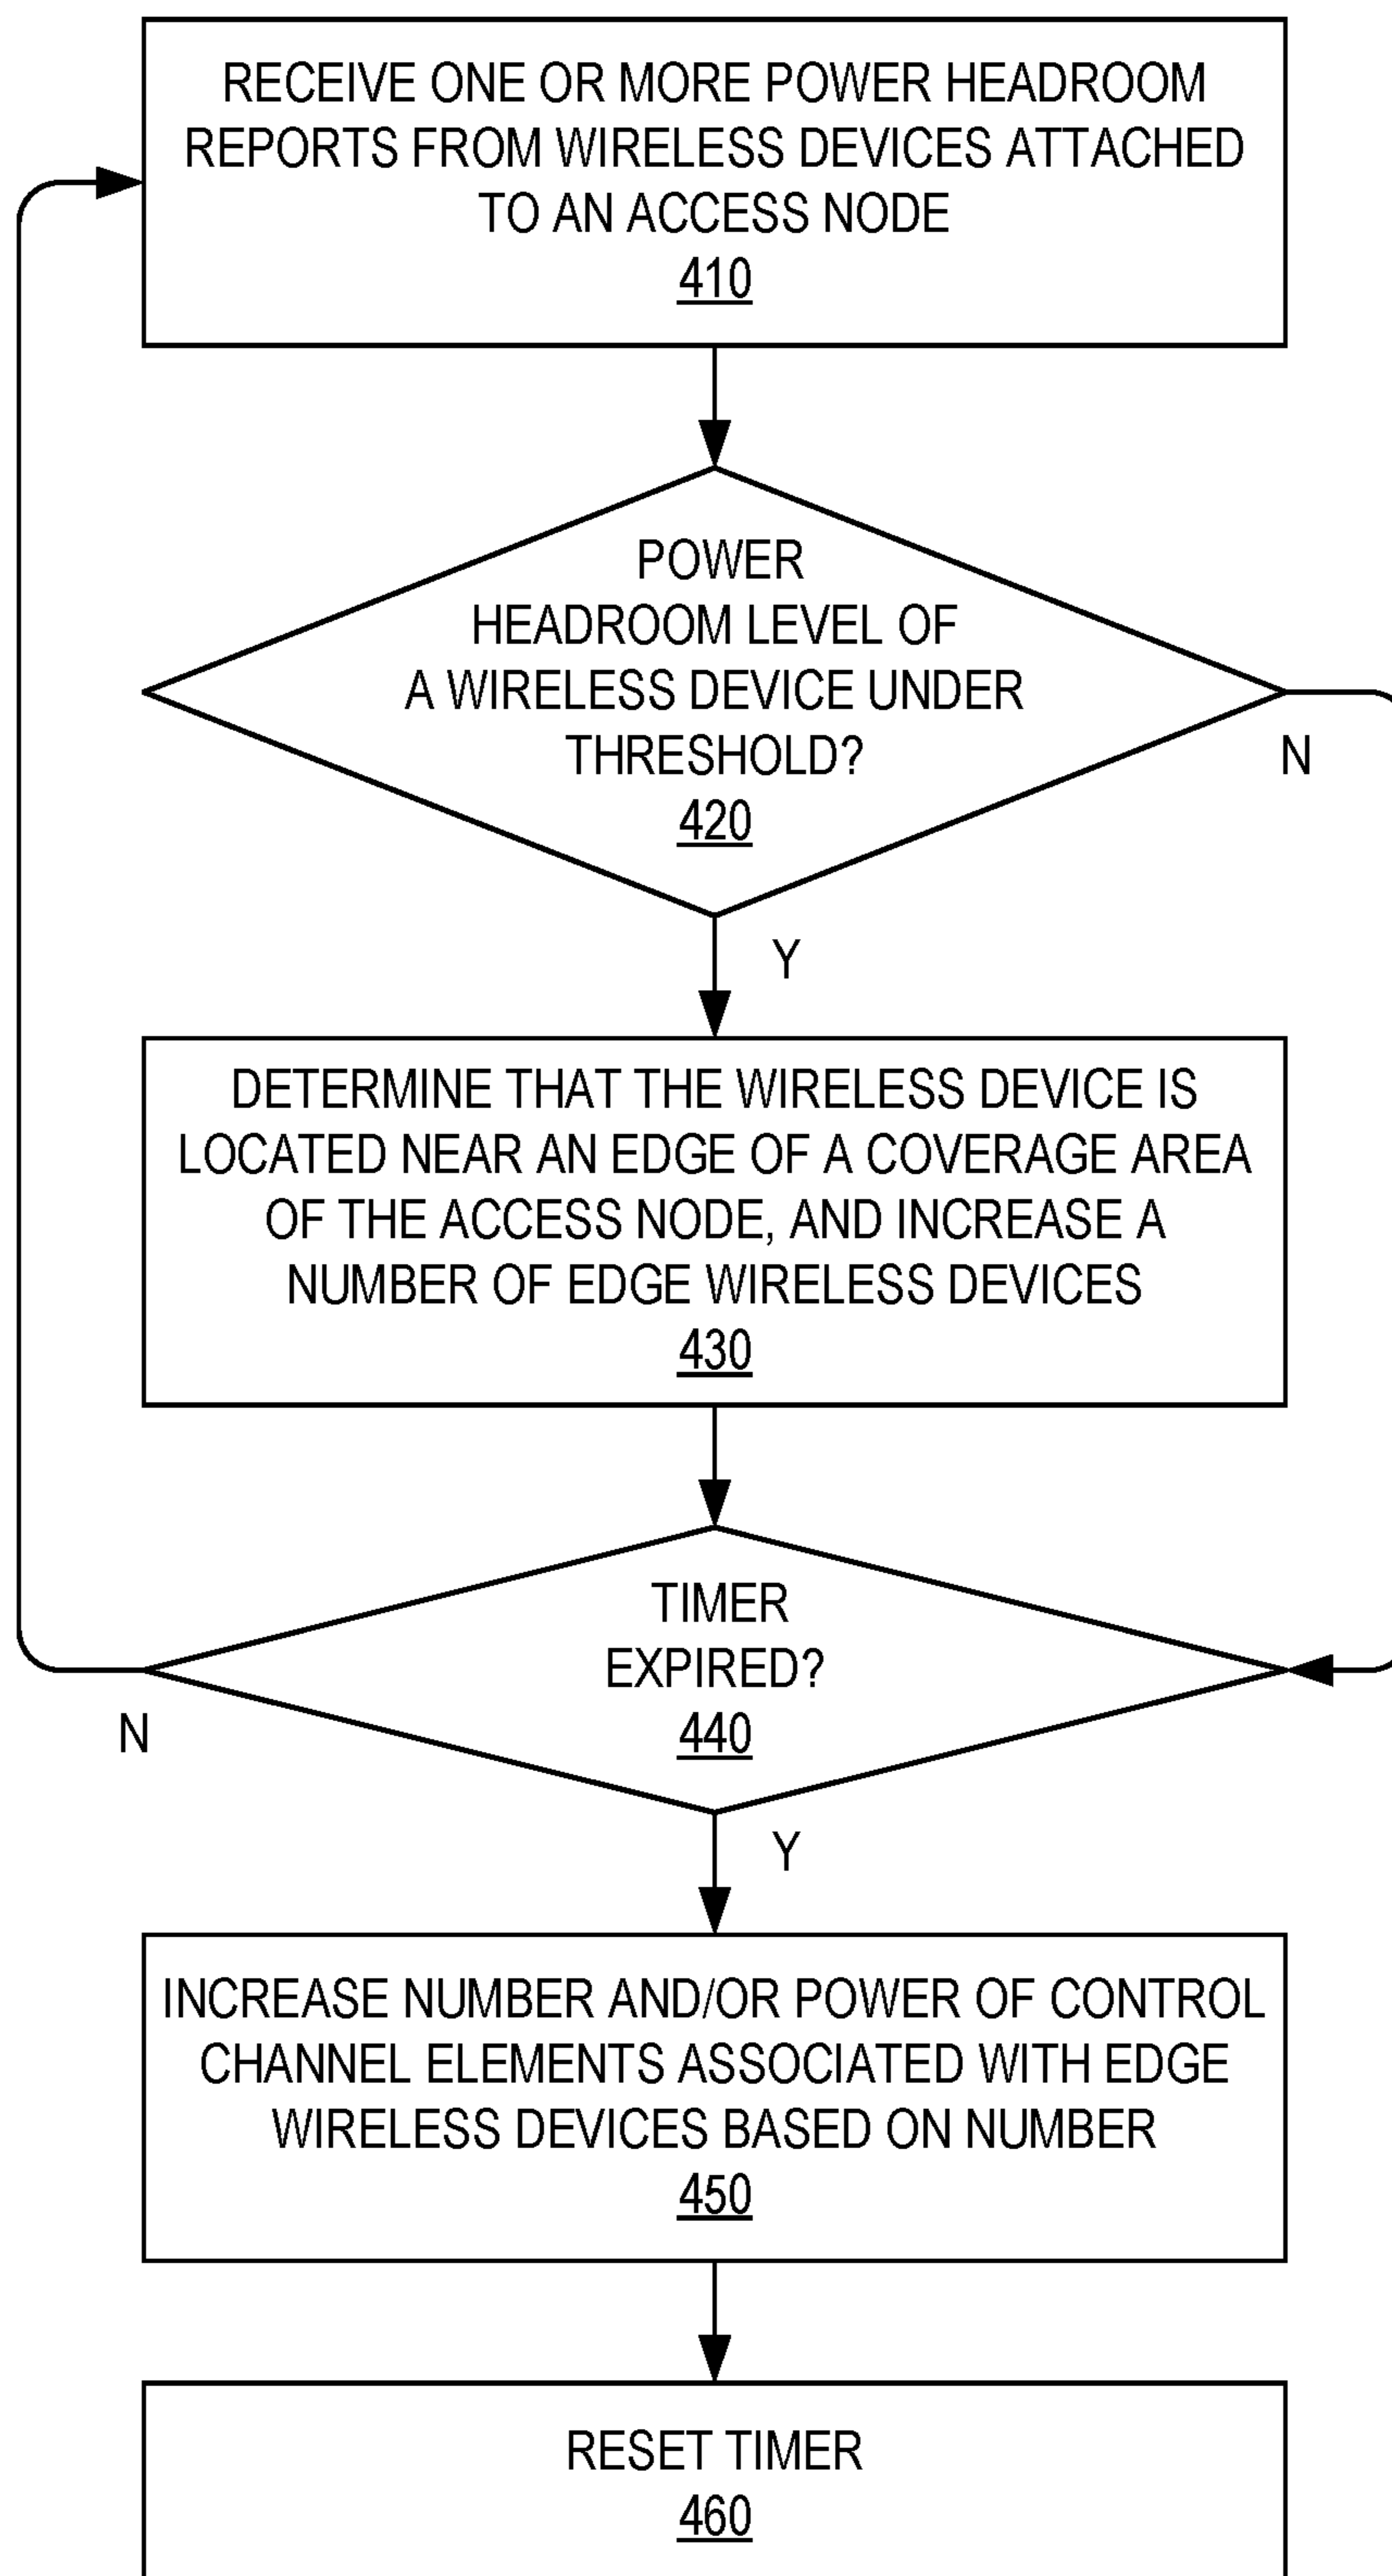 RECEIVE ONE OR MORE POWER HEADROOM
REPORTS FROM WIRELESS DEVICES ATTACHED
TO AN ACCESS NODE
410
POWER
HEADROOM LEVEL OF
A WIRELESS DEVICE UNDER
THRESHOLD?
420
N
Y
DETERMINE THAT THE WIRELESS DEVICE IS
LOCATED NEAR AN EDGE OF A COVERAGE AREA
OF THE ACCESS NODE, AND INCREASE A
NUMBER OF EDGE WIRELESS DEVICES
430
TIMER
EXPIRED?
440
N
Y
INCREASE NUMBER AND/OR POWER OF CONTROL
CHANNEL ELEMENTS ASSOCIATED WITH EDGE
WIRELESS DEVICES BASED ON NUMBER
450
RESET TIMER
460